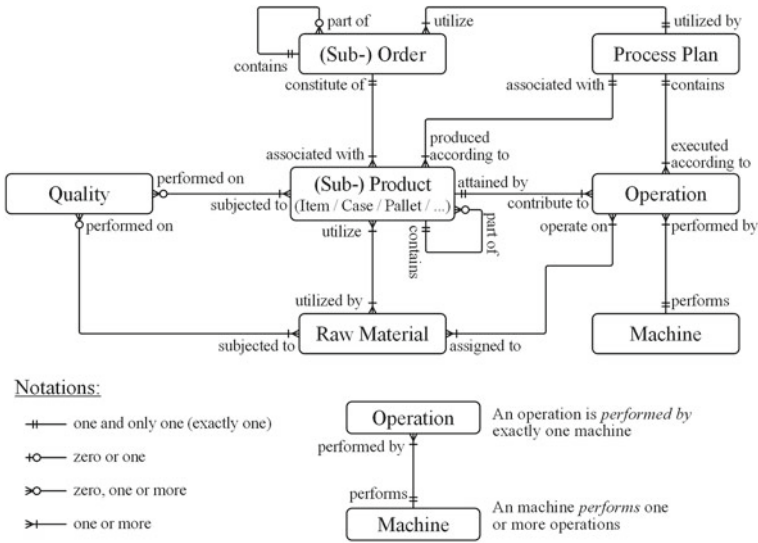 part of
utilize
utilized by
(Sub-) Order
Process Plan
contains
constitute of
associated with
contains
produced
according to
executed
according to
associated with
performed on
Quality
(Sub-) Product
(Item / Case / Pallet / ...)
attained by
contribute to
Operation
subjected to
performed on
utilize
contains
part of
operate on
performed by
utilized by
performs
subjected to
Raw Material
assigned to
Machine
Notations:
one and only one (exactly one)
zero or one
zero, one or more
one or more
Operation
performed by
performs
Machine
An operation is performed by
exactly one machine
An machine performs one
or more operations